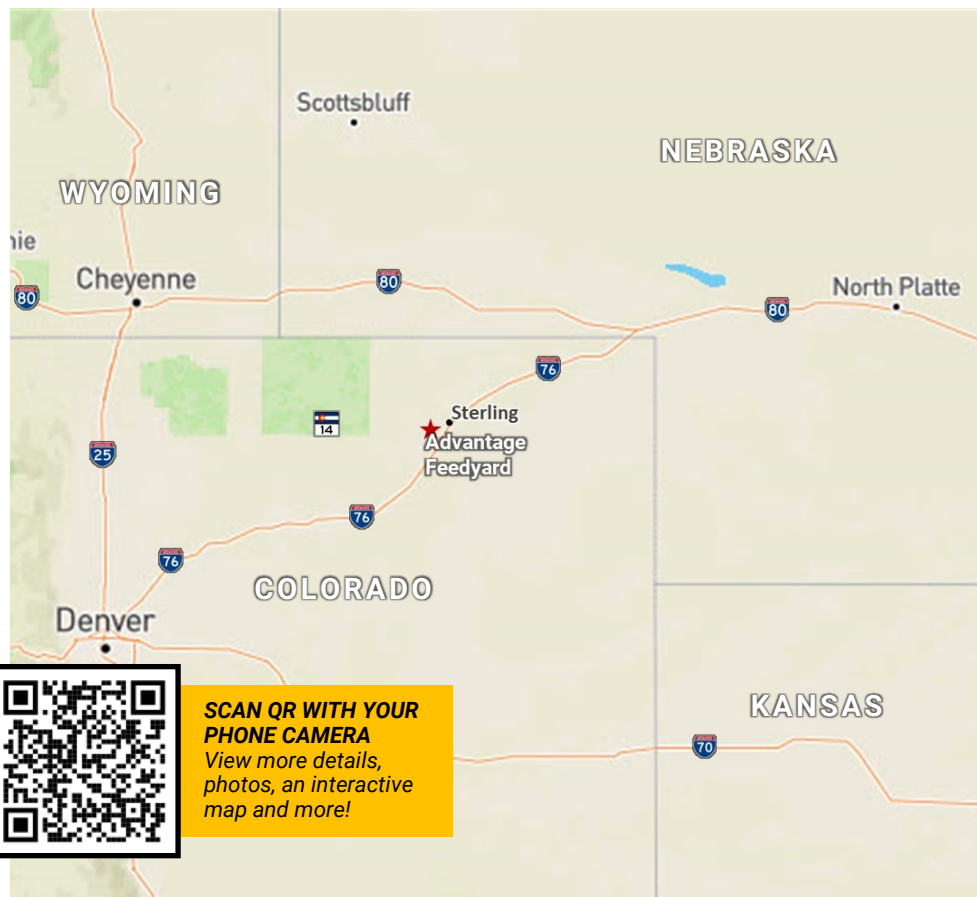 Scottsbluff
NEBRASKA
WYOMING
nie
Cheyenne
80
80
North Platte
80
76
14
Sterling
Advantage
Feedyard
25
76
76
COLORADO
Denver
SCAN QR WITH YOUR
PHONE CAMERA
View more details,
photos, an interactive
map and more!
KANSAS
70